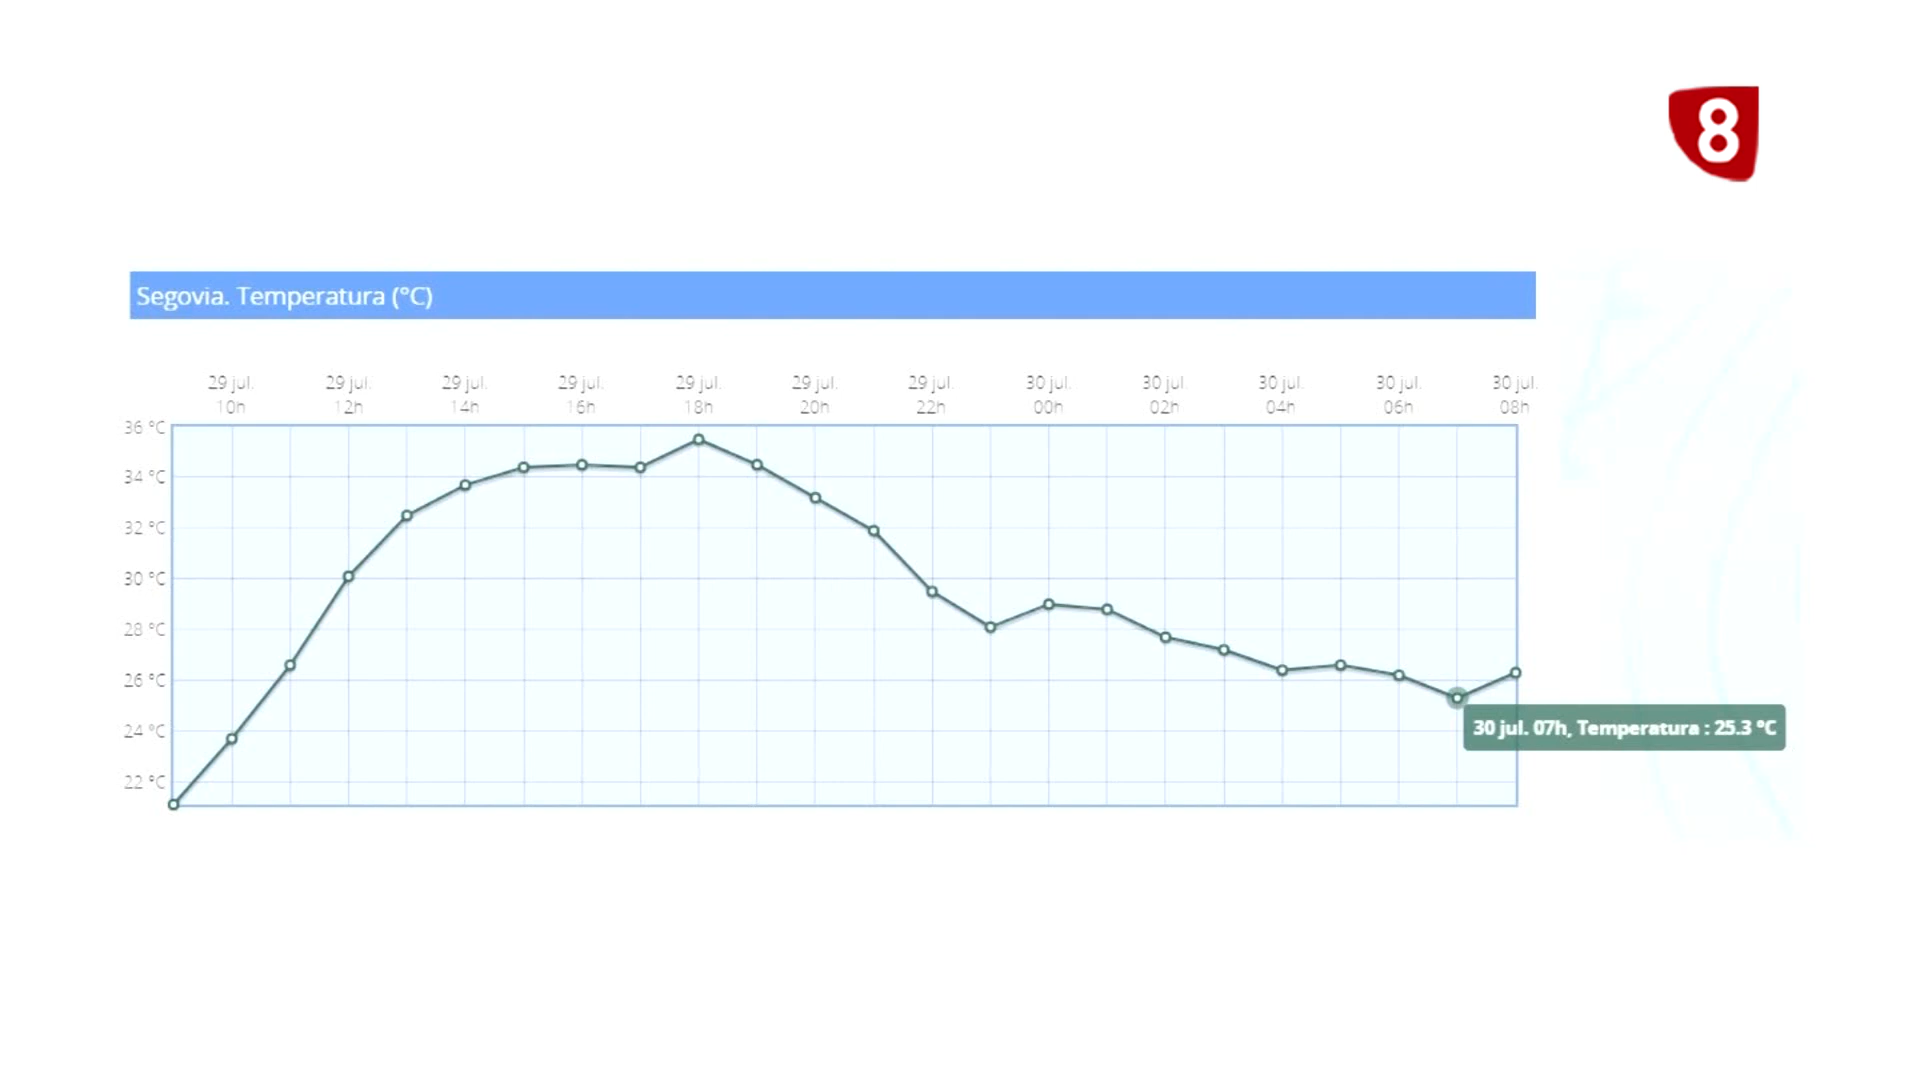 8
Segovia. Temperatura (°C)
29 jul. 29 jul. 29 jul. 29 jul. 29 jul. 29 jul. 29 jul. 30 jul. 30 jul. 30 jul. 30 jul. 30 jul.
10h 12h 14h 16h 18h 20h 22h 00h 02h 04h 06h 08h
36 °C
34 °C
32 °C
30 °C
28 °C
26 °C
24 °C
22 °C
30 jul. 07h, Temperatura : 25.3 °C